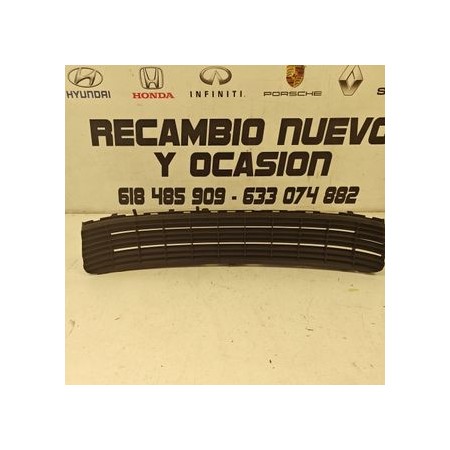 HYUNDAI HONDA INFINITI PORSCHE
RECAMBIO NUEVO
Y OCASION
618 485 909 - 633 074 882